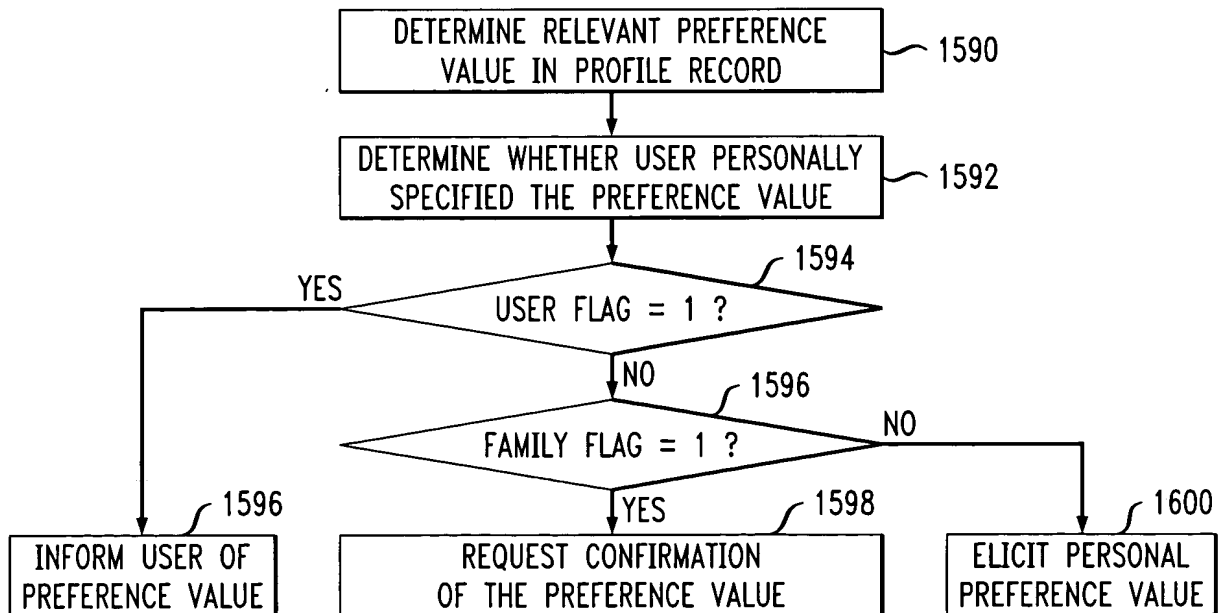 DETERMINE RELEVANT PREFERENCE
VALUE IN PROFILE RECORD
1590
DETERMINE WHETHER USER PERSONALLY
SPECIFIED THE PREFERENCE VALUE
1592
1594
YES
USER FLAG = 1 ?
NO
1596
FAMILY FLAG = 1 ?
NO
YES
1596
INFORM USER OF
PREFERENCE VALUE
1598
REQUEST CONFIRMATION
OF THE PREFERENCE VALUE
1600
ELICIT PERSONAL
PREFERENCE VALUE